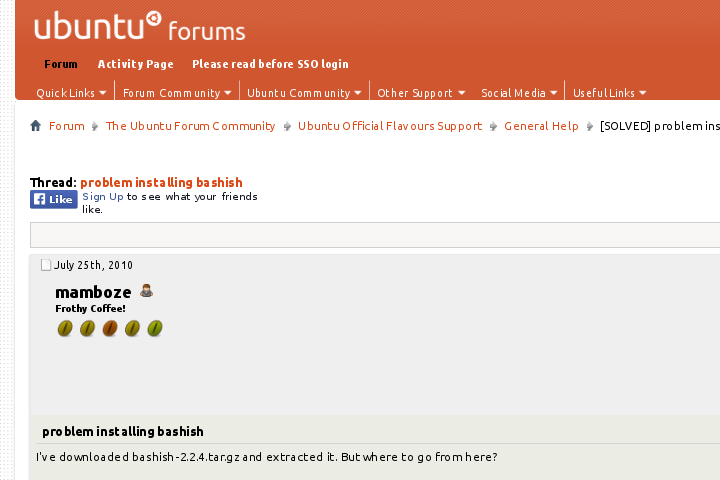 ubuntu forums
Forum Activity Page Please read before SSO login
Quick Links Forum Community Ubuntu Community Other Support Social Media Useful Links
Forum The Ubuntu Forum Community Ubuntu Official Flavours Support General Help [SOLVED] problem ins
Thread: problem installing bashish
Like Sign Up to see what your friends
like.
July 25th, 2010
mamboze
Frothy Coffee!
problem installing bashish
I've downloaded bashish-2.2.4.tar.gz and extracted it. But where to go from here?